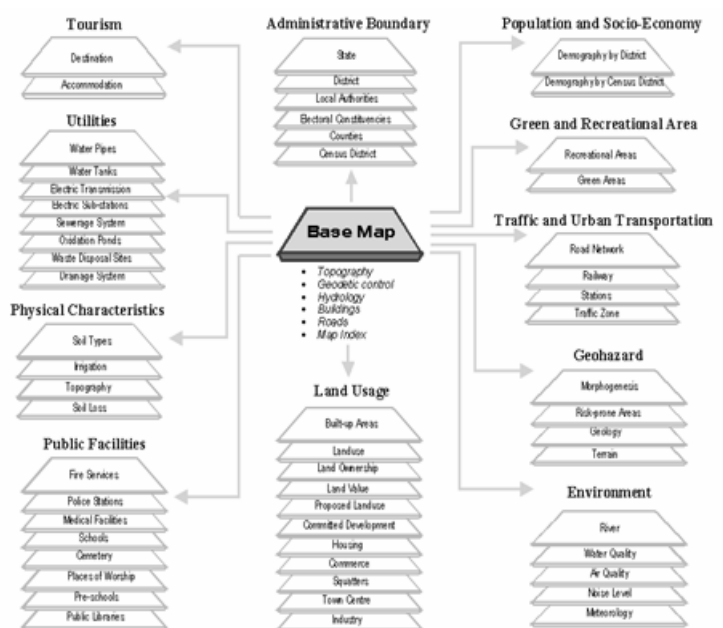 Tourism
Destination
Accommodation
Utilities
Water Pipes
Water Tanks
Electric Transmission
Electric Sub-stations
Sewerage System
Oxidation Ponds
Waste Disposal Sites
Drainage System
Physical Characteristics
Soil Types
Irrigation
Topography
Soil Loss
Public Facilities
Fire Services
Police Stations
Medical Facilities
Schools
Cemetery
Places of Worship
Pre-schools
Public Libraries
Administrative Boundary
State
District
Local Authorities
Electoral Constituencies
Counties
Census District
Base Map
• Topography
• Geodetic control
• Hydrology
• Buildings
• Roads
• Map Index
Land Usage
Built-up Areas
Landuse
Land Ownership
Land Value
Proposed Landuse
Committed Development
Housing
Commerce
Squatters
Town Centre
Industry
Population and Socio-Economy
Demography by District
Demography by Census District
Green and Recreational Area
Recreational Areas
Green Areas
Traffic and Urban Transportation
Road Network
Railway
Stations
Traffic Zone
Geohazard
Morphogenesis
Risk-prone Areas
Geology
Terrain
Environment
River
Water Quality
Air Quality
Noise Level
Meteorology